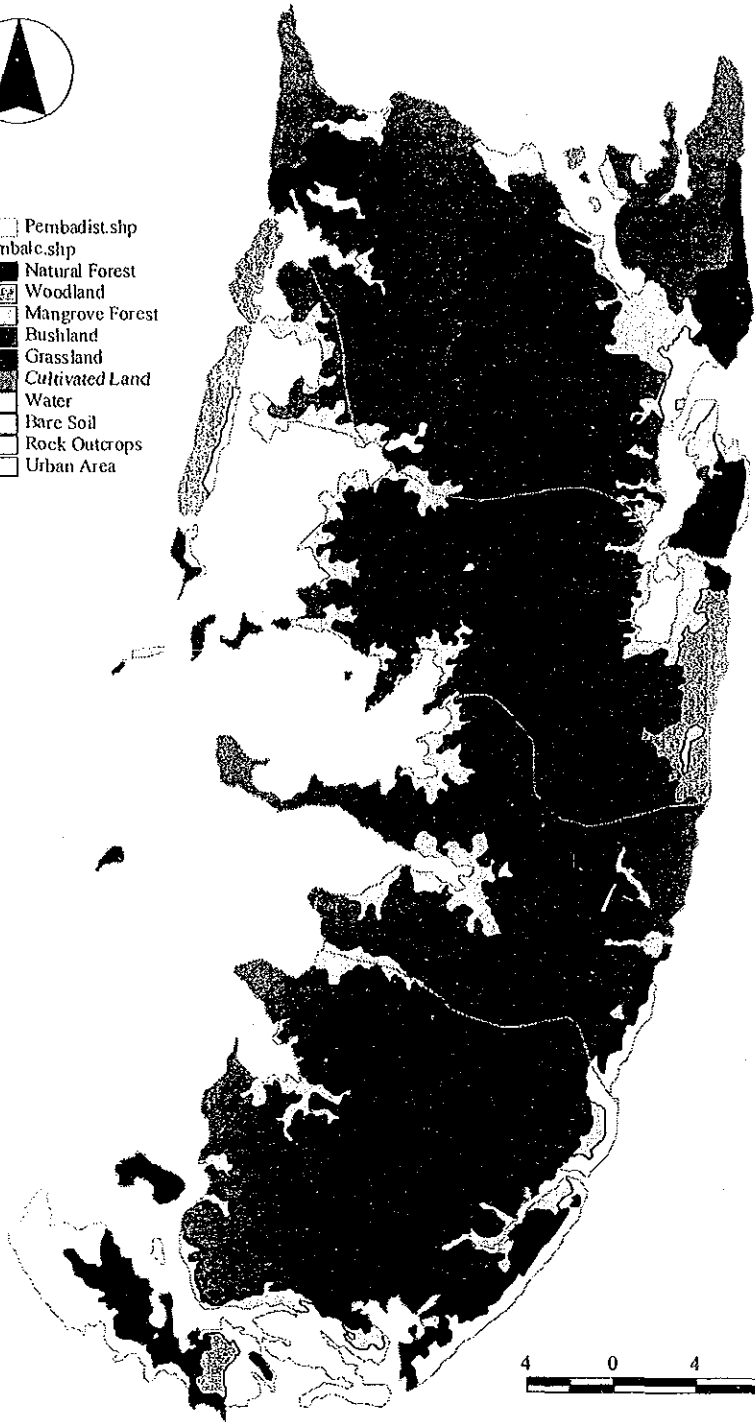 Pembadist.shp
mbalc.shp
Natural Forest
Woodland
Mangrove Forest
Bushland
Grassland
Cultivated Land
Water
Bare Soil
Rock Outcrops
Urban Area
4 0 4